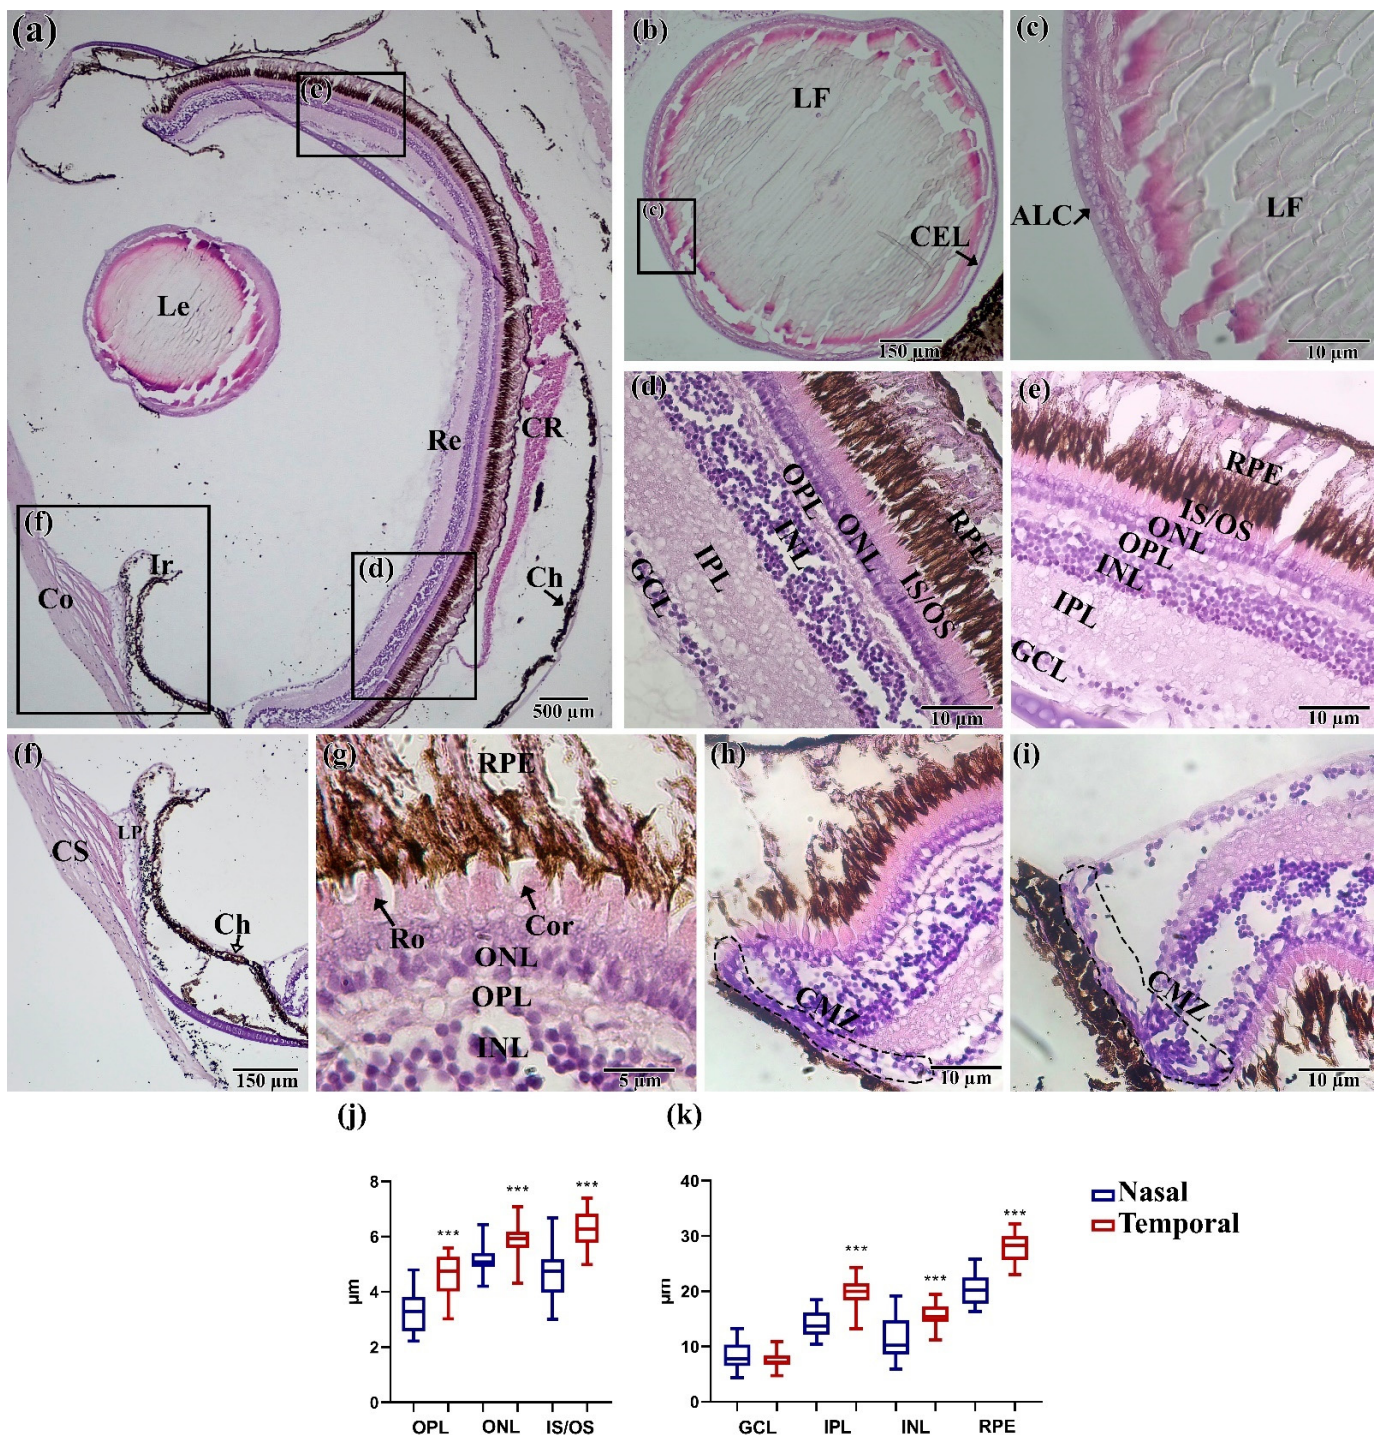 (a)
(e)
Le
Re
CR
(f)
Ir
Co
(d)
Ch
500 µm
(b)
LF
(c)
CEL
150 µm
(c)
ALC
LF
10 µm
(d)
OPL
ONL
INL
IS/OS
RPE
IPL
GCL
10 µm
(e)
RPE
IS/OS
ONL
OPL
INL
IPL
GCL
10 µm
(f)
CS
LP
Ch
150 µm
(g)
RPE
Ro
Cor
ONL
OPL
INL
5 µm
(h)
CMZ
10 µm
(i)
CMZ
10 µm
(j)
µm
8
6
4
2
0
***
***
***
OPL
ONL
IS/OS
(k)
µm
40
30
20
10
0
***
***
***
GCL
IPL
INL
RPE
Nasal
Temporal